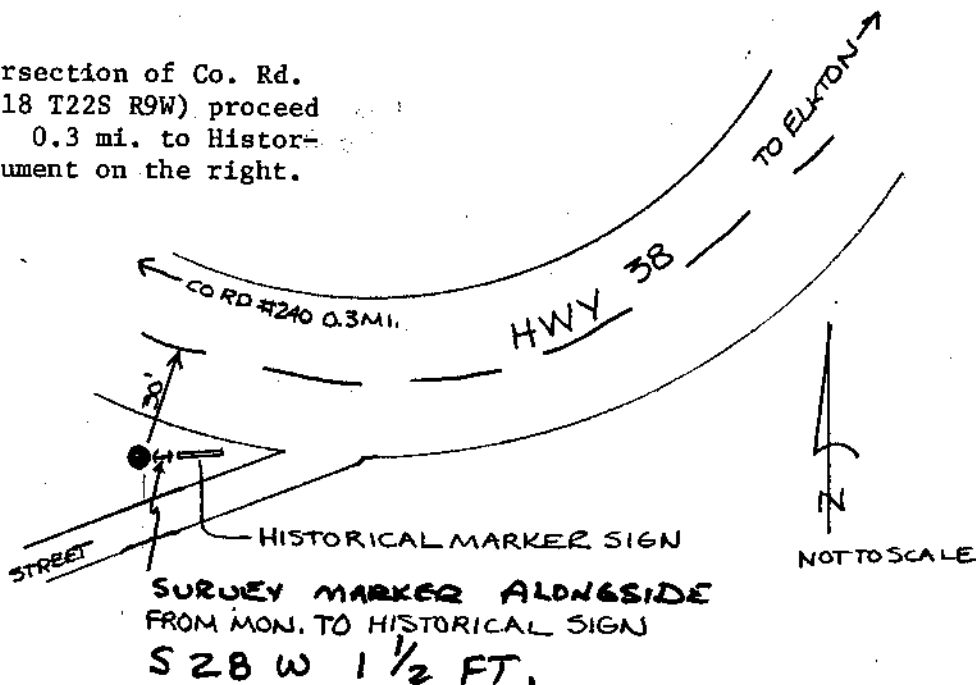 rsection of Co. Rd.
18 T22S R9W) proceed
0.3 mi. to Histor-
ument on the right.
TO ELKTON
CO RD #240 0.3 MI.
HWY 38
30'
STREET
HISTORICAL MARKER SIGN
N
NOT TO SCALE
SURVEY MARKER ALONGSIDE
FROM MON. TO HISTORICAL SIGN
S 28 W 1 1/2 FT.